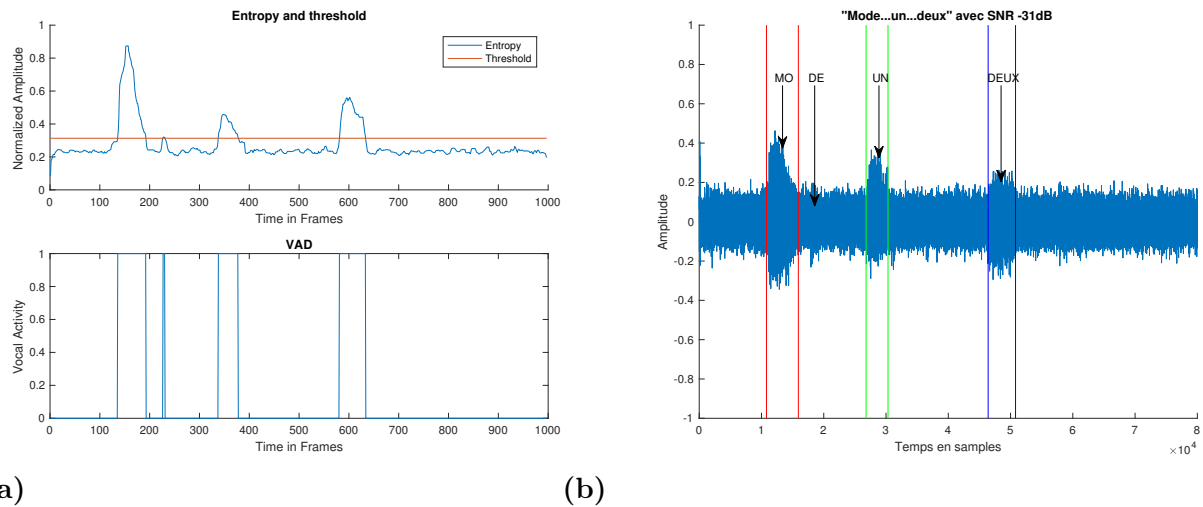 Entropy and threshold
1
0.8
0.6
0.4
0.2
0
Normalized Amplitude
Entropy
Threshold
0 100 200 300 400 500 600 700 800 900 1000
Time in Frames
VAD
1
0.8
0.6
0.4
0.2
0
Vocal Activity
0 100 200 300 400 500 600 700 800 900 1000
Time in Frames
a)
"Mode...un...deux" avec SNR -31dB
1
0.8
0.6
0.4
0.2
0
-0.2
-0.4
-0.6
-0.8
-1
Amplitude
MO DE UN DEUX
0 1 2 3 4 5 6 7 8
Temps en samples
×10⁴
(b)